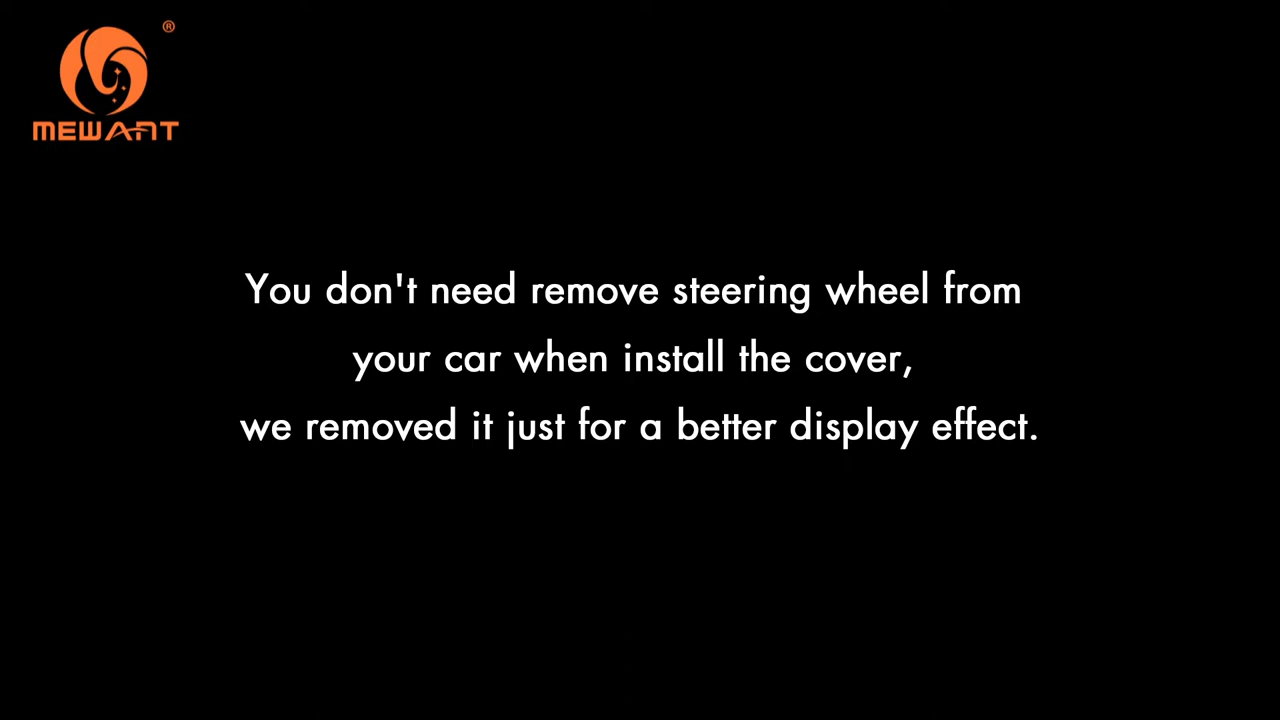 ®
MEWANT
You don't need remove steering wheel from
your car when install the cover,
we removed it just for a better display effect.